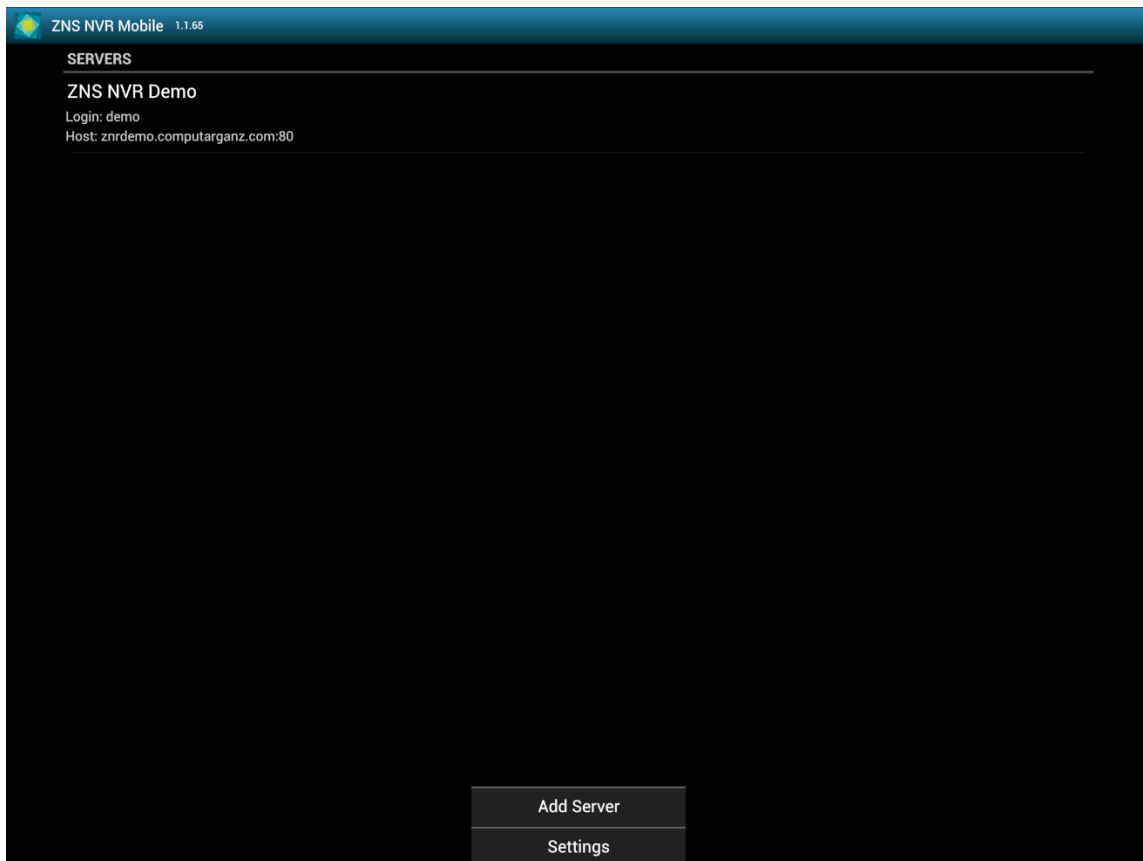 ZNS NVR Mobile 1.1.65
SERVERS
ZNS NVR Demo
Login: demo
Host: znrdemo.computarganz.com:80
Add Server
Settings